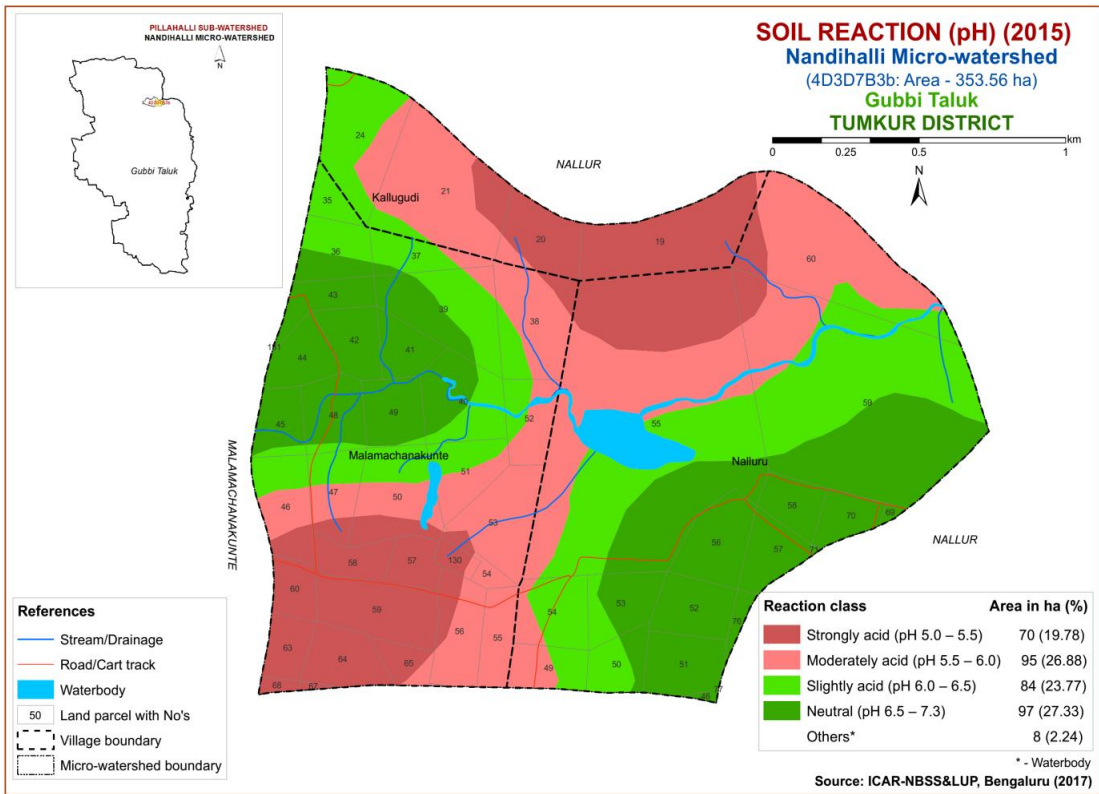 PILLAHALLI SUB-WATERSHED
NANDIHALLI MICRO-WATERSHED
N
Gubbi Taluk
SOIL REACTION (pH) (2015)
Nandihalli Micro-watershed
(4D3D7B3b: Area - 353.56 ha)
Gubbi Taluk
TUMKUR DISTRICT
km
0 0.25 0.5 1
N
NALLUR
24
21
Kallugudi
35
20
19
60
36
37
43
39
38
42
41
44
45
48
49
40
52
55
59
MALAMACHANAKUNTE
Malamachanakunte
51
Nalluru
46
47
50
53
58
57
130
54
60
59
56
55
63
64
65
68
67
58
70
69
56
57
71
NALLUR
54
53
52
76
49
50
51
46
References
Stream/Drainage
Road/Cart track
Waterbody
50 Land parcel with No's
Village boundary
Micro-watershed boundary
Reaction class Area in ha (%)
Strongly acid (pH 5.0 – 5.5) 70 (19.78)
Moderately acid (pH 5.5 – 6.0) 95 (26.88)
Slightly acid (pH 6.0 – 6.5) 84 (23.77)
Neutral (pH 6.5 – 7.3) 97 (27.33)
Others* 8 (2.24)
* - Waterbody
Source: ICAR-NBSS&LUP, Bengaluru (2017)